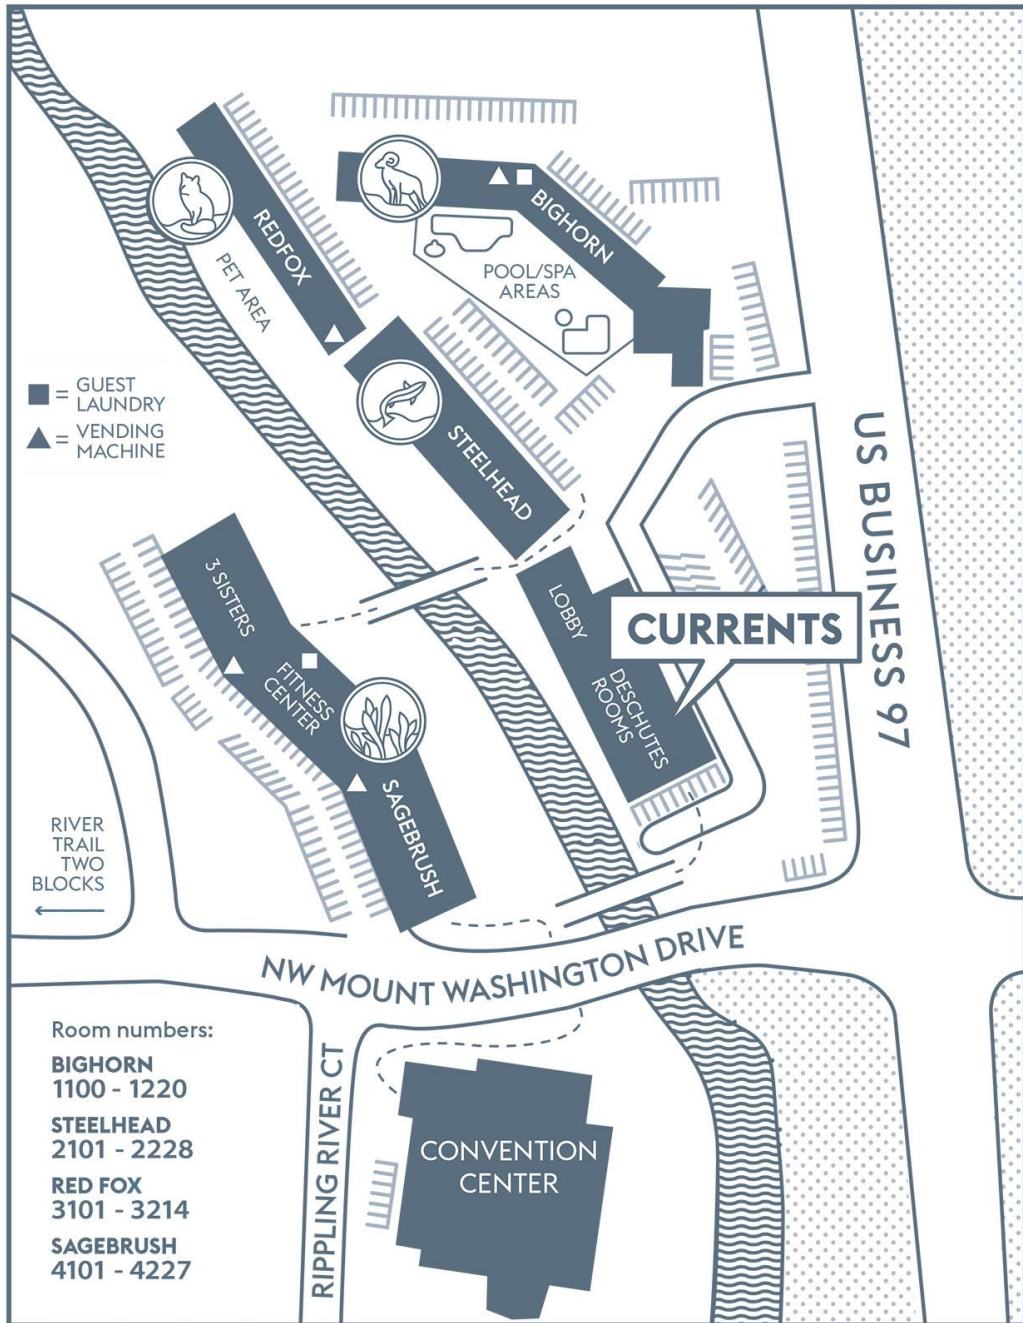 REDFOX
BIGHORN
PET AREA
POOL/SPA
AREAS
= GUEST
LAUNDRY
= VENDING
MACHINE
STEELHEAD
US BUSINESS 97
3 SISTERS
LOBBY
CURRENTS
FITNESS
CENTER
DESCHUTES
ROOMS
SAGEBRUSH
RIVER
TRAIL
TWO
BLOCKS
NW MOUNT WASHINGTON DRIVE
Room numbers:
BIGHORN
1100 - 1220
STEELHEAD
2101 - 2228
RED FOX
3101 - 3214
SAGEBRUSH
4101 - 4227
RIPPLING RIVER CT
CONVENTION
CENTER